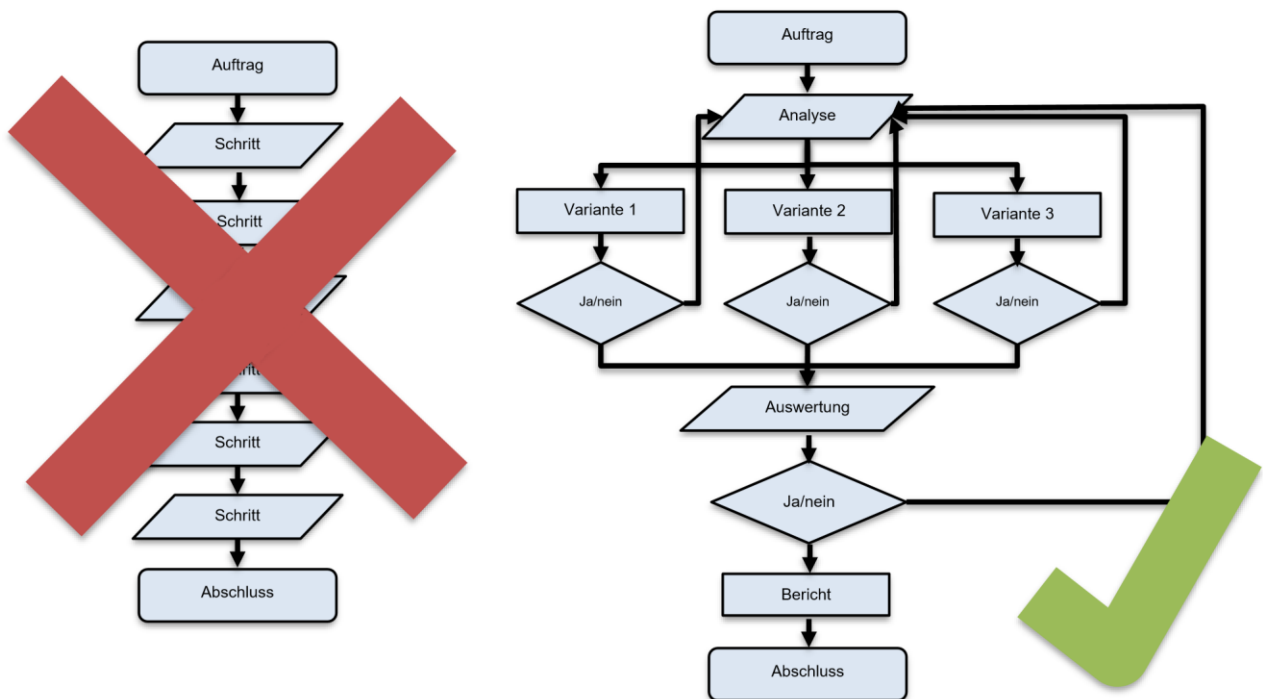 Auftrag
Schritt
Schritt
Schritt
Schritt
Abschluss
Auftrag
Analyse
Variante 1
Variante 2
Variante 3
Ja/nein
Ja/nein
Ja/nein
Auswertung
Ja/nein
Bericht
Abschluss